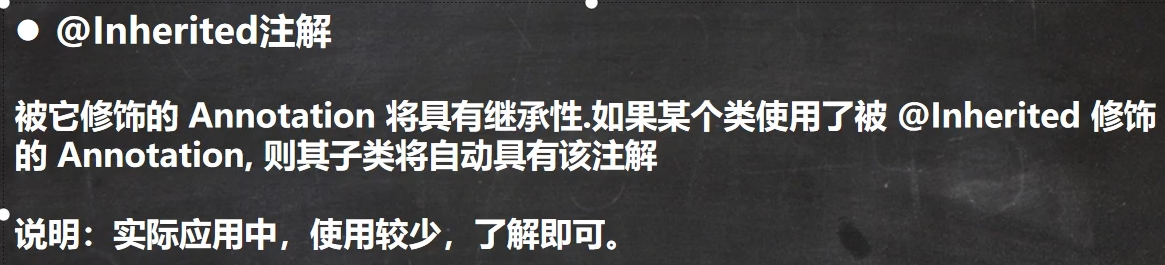 ● @Inherited注解
被它修饰的 Annotation 将具有继承性.如果某个类使用了被 @Inherited 修饰
的 Annotation, 则其子类将自动具有该注解
说明：实际应用中，使用较少，了解即可。